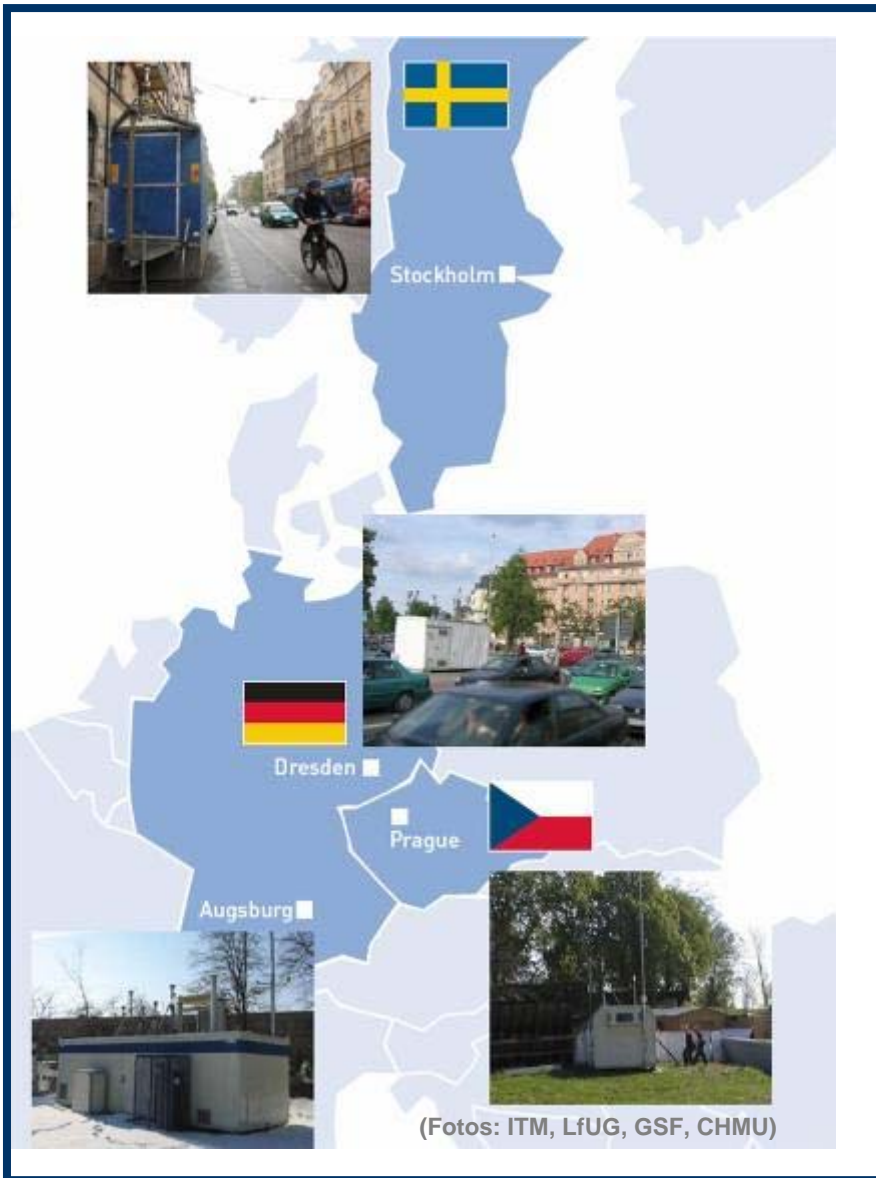 Stockholm
Dresden
Prague
Augsburg
(Fotos: ITM, LfUG, GSF, CHMU)